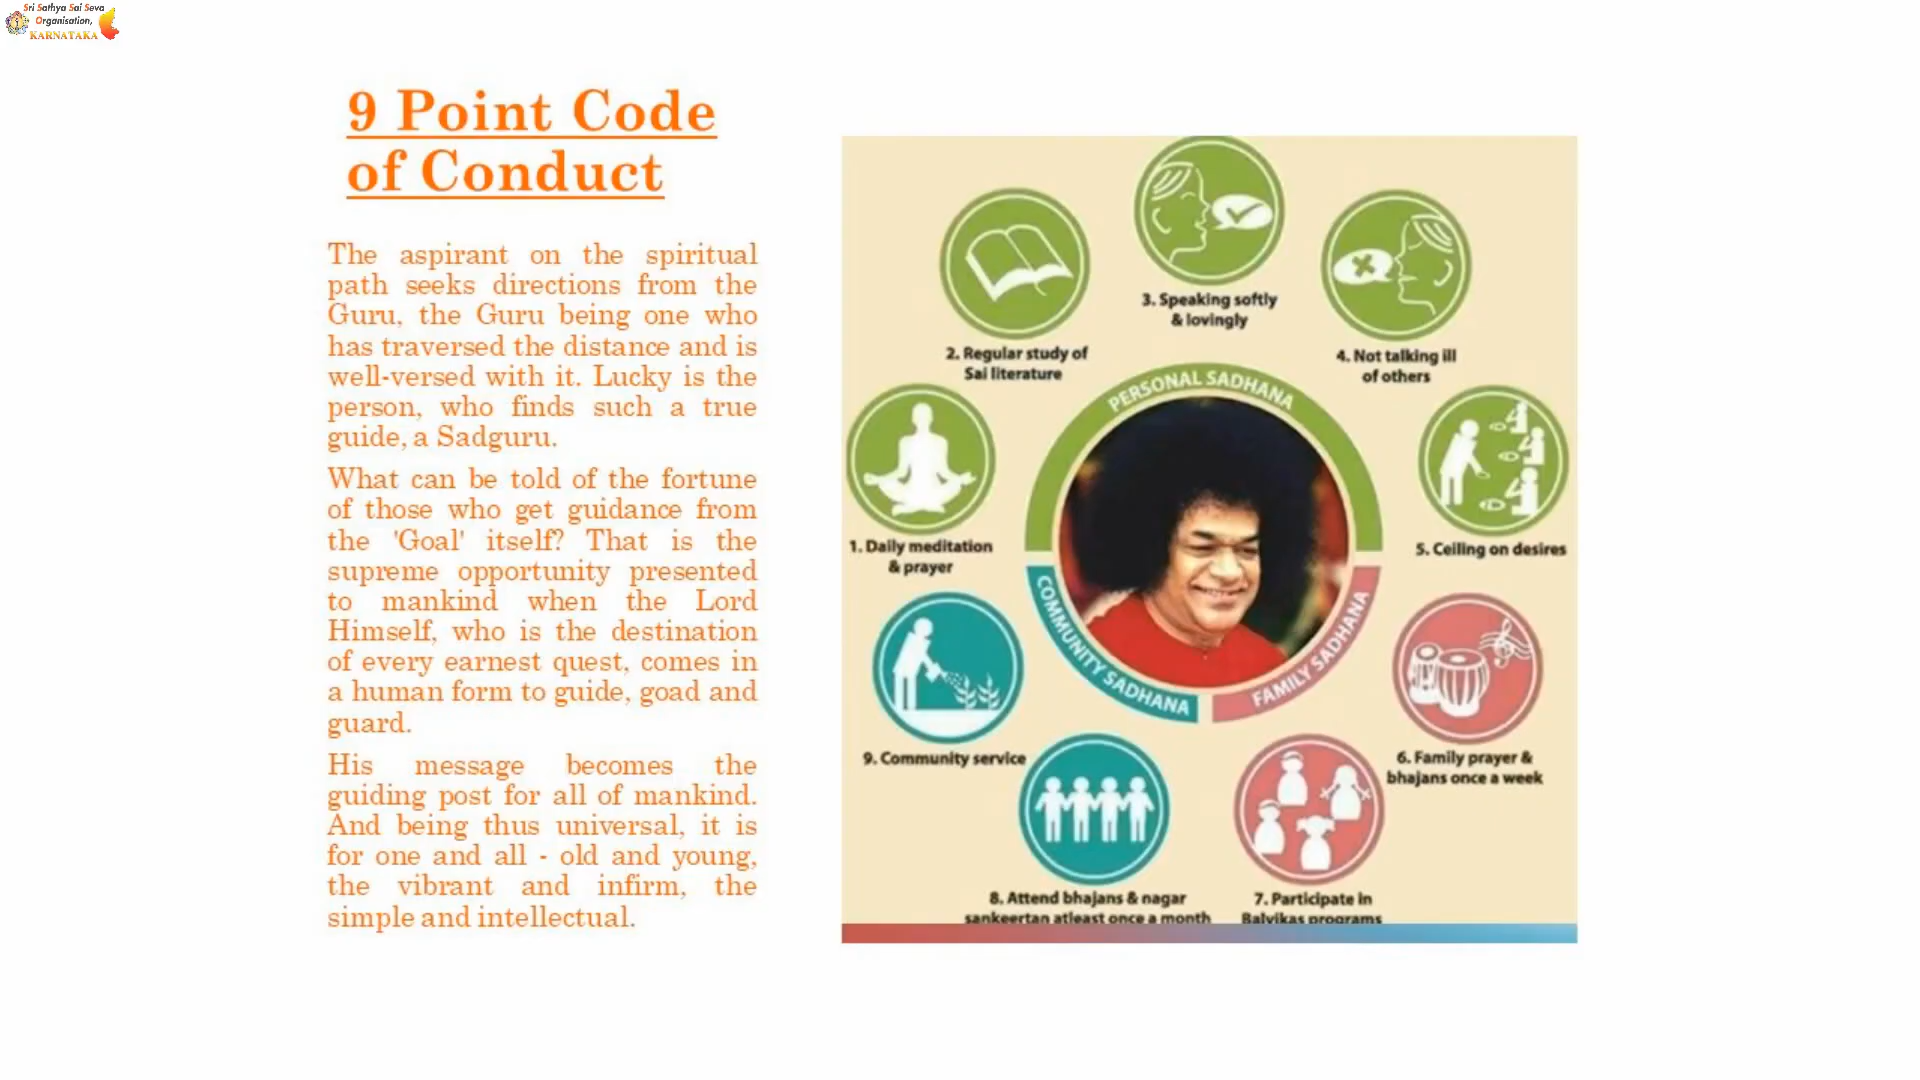 Sri Sathya Sai Seva
Organisation,
KARNATAKA
9 Point Code
of Conduct
The aspirant on the spiritual
path seeks directions from the
Guru, the Guru being one who
has traversed the distance and is
well-versed with it. Lucky is the
person, who finds such a true
guide, a Sadguru.
What can be told of the fortune
of those who get guidance from
the 'Goal' itself? That is the
supreme opportunity presented
to mankind when the Lord
Himself, who is the destination
of every earnest quest, comes in
a human form to guide, goad and
guard.
His message becomes the
guiding post for all of mankind.
And being thus universal, it is
for one and all - old and young,
the vibrant and infirm, the
simple and intellectual.
PERSONAL SADHANA
FAMILY SADHANA
COMMUNITY SADHANA
1. Daily meditation
& prayer
2. Regular study of
Sai literature
3. Speaking softly
& lovingly
4. Not talking ill
of others
5. Ceiling on desires
6. Family prayer &
bhajans once a week
7. Participate in
Balvikas programs
8. Attend bhajans & nagar
sankeertan atleast once a month
9. Community service